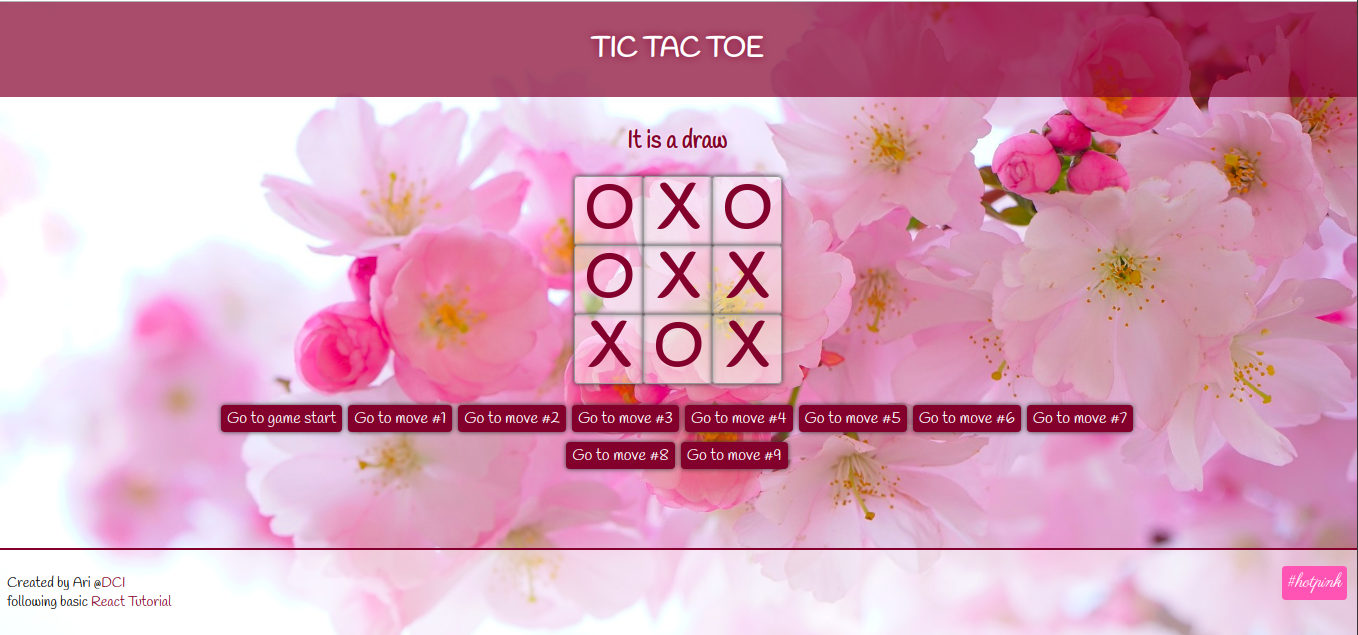 TIC TAC TOE
It is a draw
O X O
O X X
X O X
Go to game start Go to move #1 Go to move #2 Go to move #3 Go to move #4 Go to move #5 Go to move #6 Go to move #7
Go to move #8 Go to move #9
Created by Ari @DCI
following basic React Tutorial
#hotpink